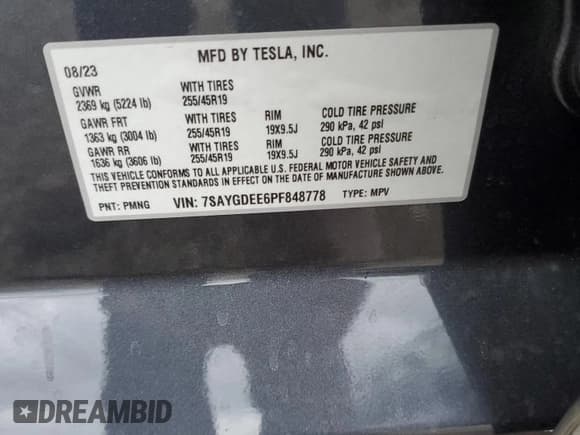 MFD BY TESLA, INC.
08/23
GVWR WITH TIRES
2369 kg (5224 lb) 255/45R19
GAWR FRT WITH TIRES RIM COLD TIRE PRESSURE
1363 kg (3004 lb) 255/45R19 19X9.5J 290 kPa, 42 psi
GAWR RR WITH TIRES RIM COLD TIRE PRESSURE
1636 kg (3606 lb) 255/45R19 19X9.5J 290 kPa, 42 psi
THIS VEHICLE CONFORMS TO ALL APPLICABLE U.S. FEDERAL MOTOR VEHICLE SAFETY AND
THEFT PREVENTION STANDARDS IN EFFECT ON THE DATE OF MANUFACTURE SHOWN ABOVE.
PNT: PMNG VIN: 7SAYGDEE6PF848778 TYPE: MPV
DREAMBID